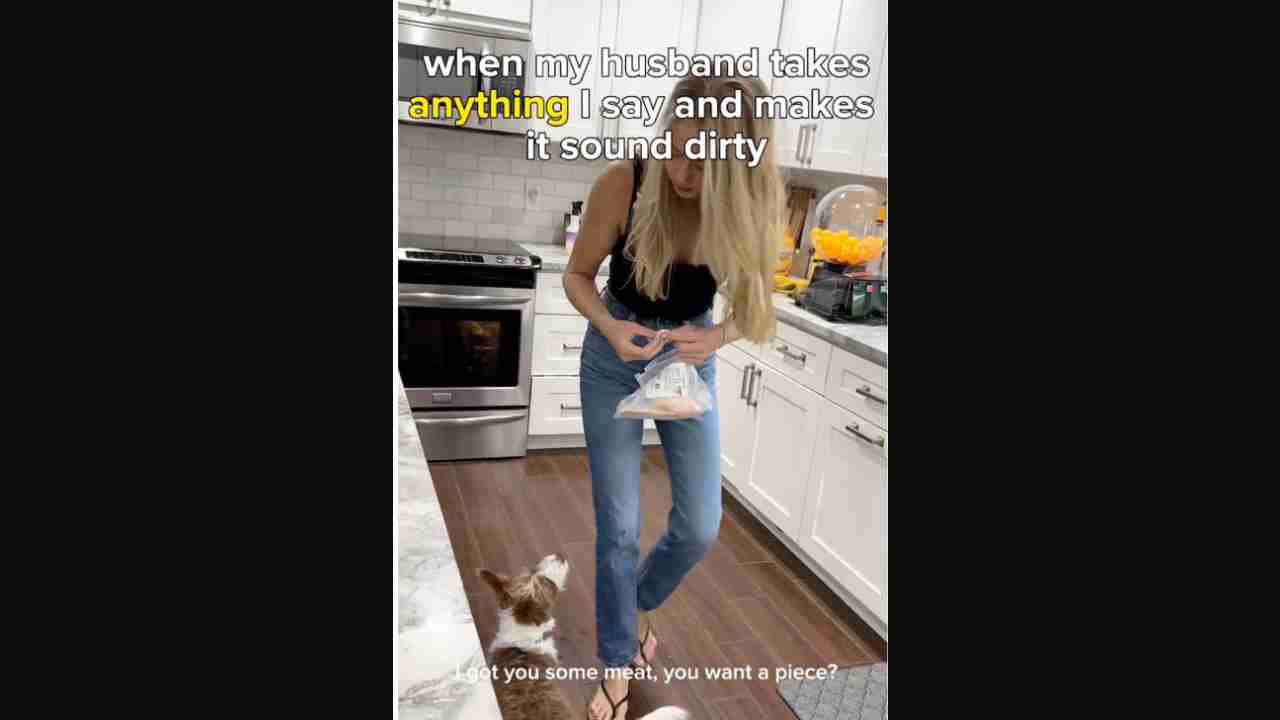 when my husband takes
anything I say and makes
it sound dirty
I got you some meat, you want a piece?